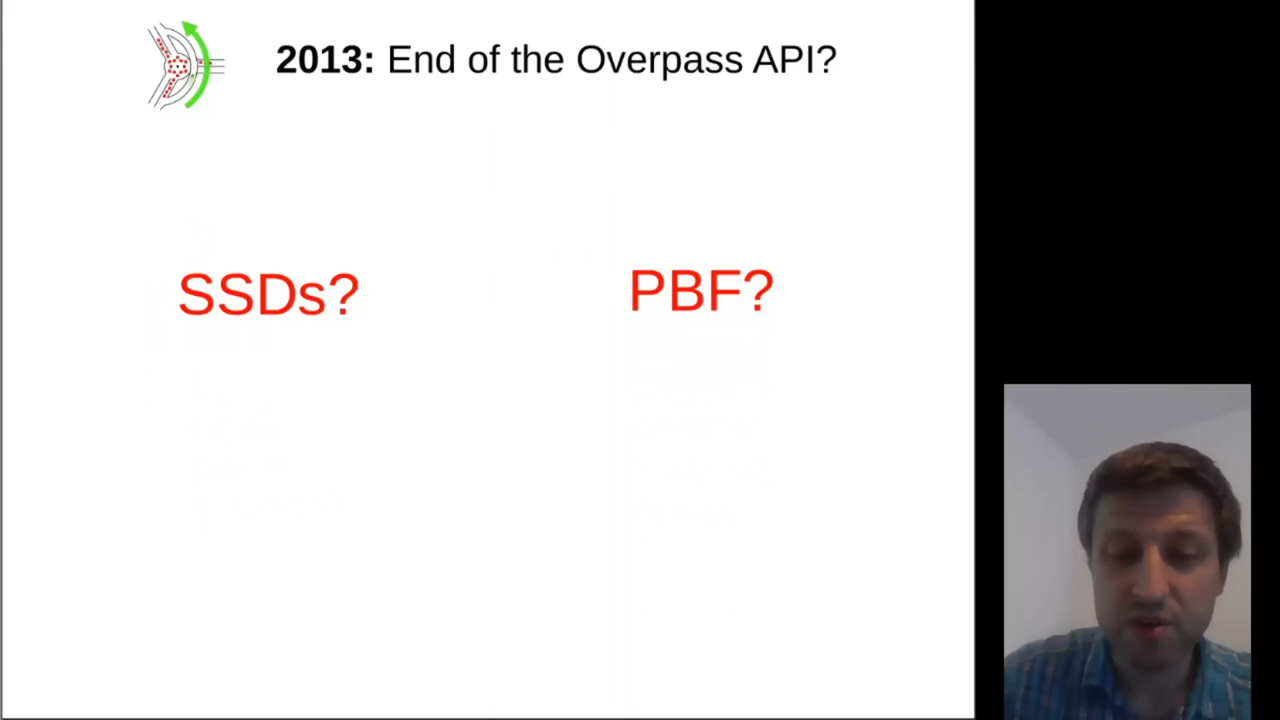 2013: End of the Overpass API?
SSDs? PBF?